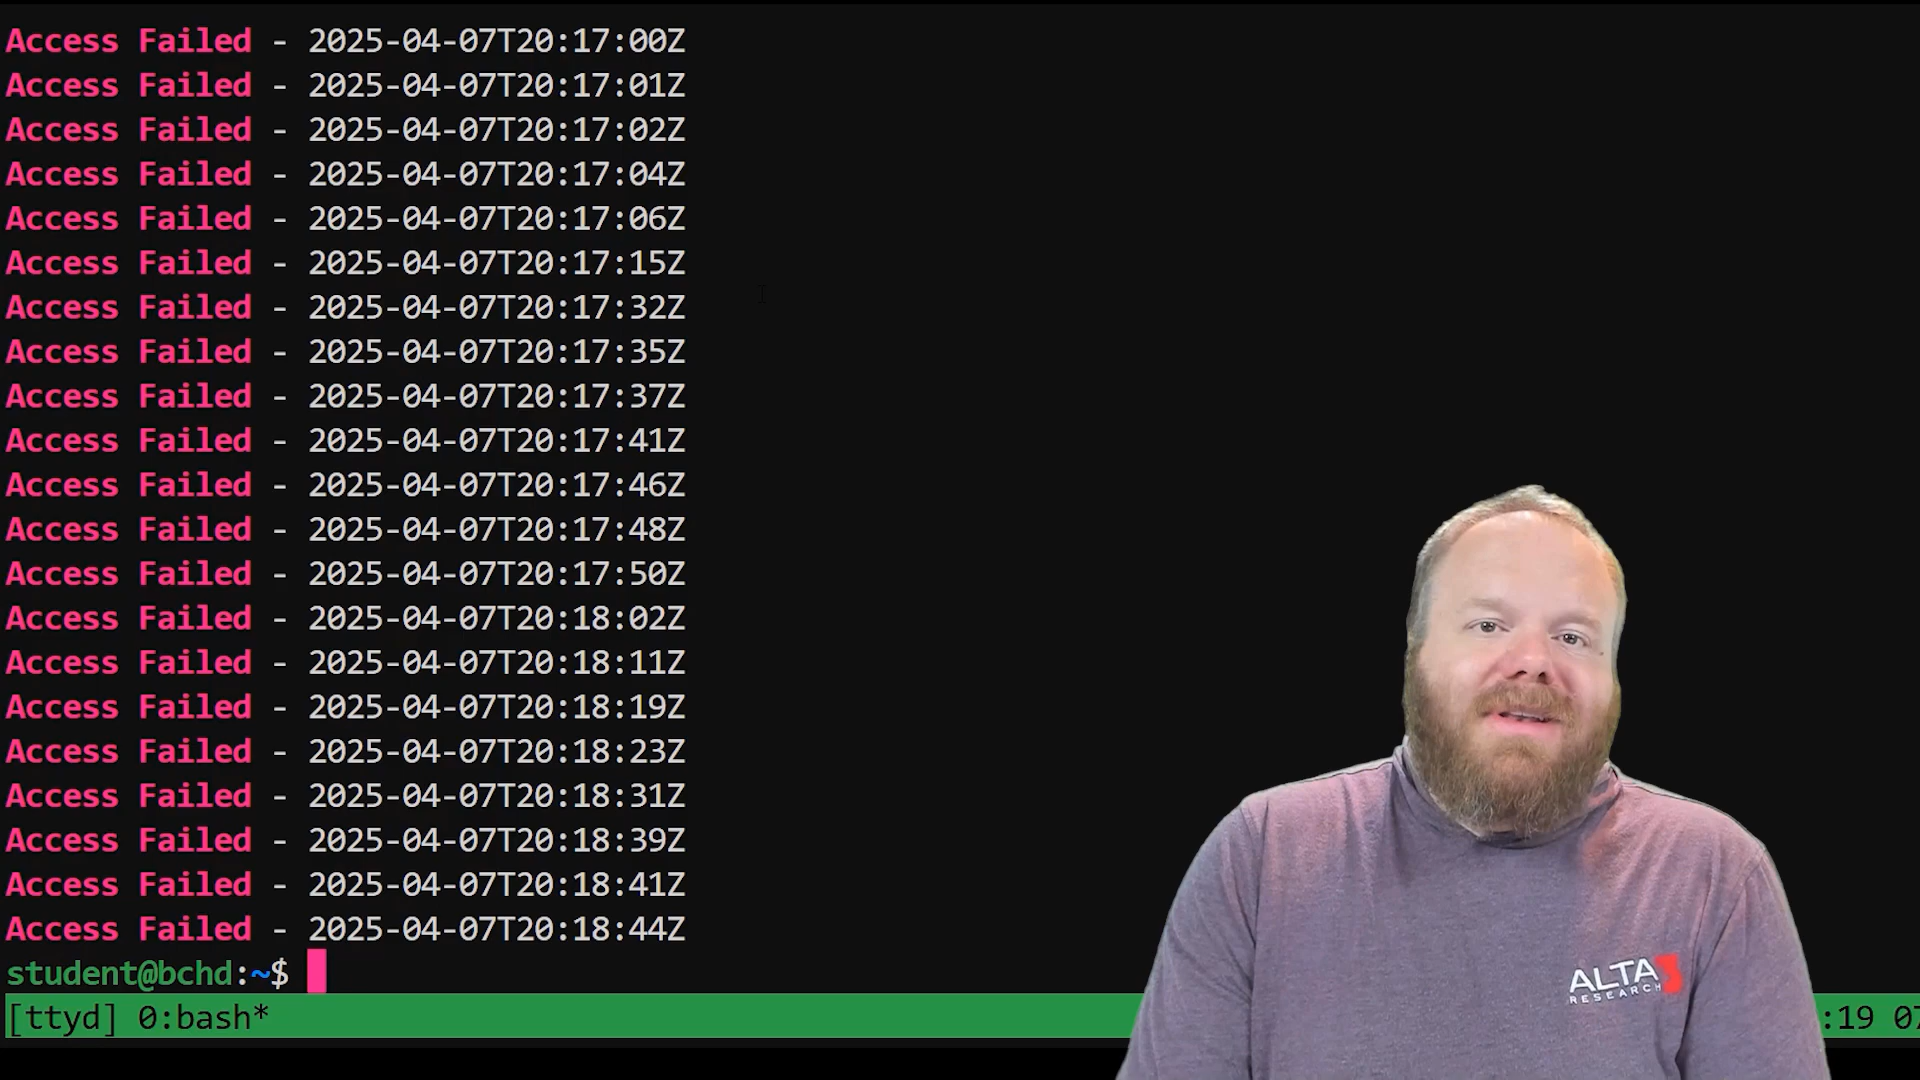 Access Failed - 2025-04-07T20:17:00Z
Access Failed - 2025-04-07T20:17:01Z
Access Failed - 2025-04-07T20:17:02Z
Access Failed - 2025-04-07T20:17:04Z
Access Failed - 2025-04-07T20:17:06Z
Access Failed - 2025-04-07T20:17:15Z
Access Failed - 2025-04-07T20:17:32Z
Access Failed - 2025-04-07T20:17:35Z
Access Failed - 2025-04-07T20:17:37Z
Access Failed - 2025-04-07T20:17:41Z
Access Failed - 2025-04-07T20:17:46Z
Access Failed - 2025-04-07T20:17:48Z
Access Failed - 2025-04-07T20:17:50Z
Access Failed - 2025-04-07T20:18:02Z
Access Failed - 2025-04-07T20:18:11Z
Access Failed - 2025-04-07T20:18:19Z
Access Failed - 2025-04-07T20:18:23Z
Access Failed - 2025-04-07T20:18:31Z
Access Failed - 2025-04-07T20:18:39Z
Access Failed - 2025-04-07T20:18:41Z
Access Failed - 2025-04-07T20:18:44Z
student@bchd:~$
[ttyd] 0:bash* :19 07
ALTA3
RESEARCH